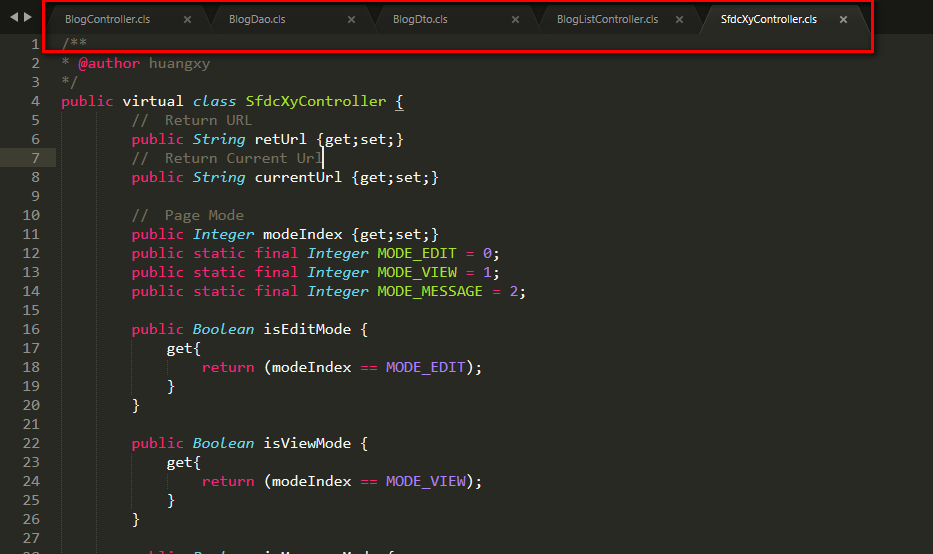 BlogController.cls × BlogDao.cls × BlogDto.cls × BlogListController.cls × SfdcXyController.cls ×
1 /**
2 * @author huangxy
3 */
4 public virtual class SfdcXyController {
5 // Return URL
6 public String retUrl {get;set;}
7 // Return Current Url
8 public String currentUrl {get;set;}
9
10 // Page Mode
11 public Integer modeIndex {get;set;}
12 public static final Integer MODE_EDIT = 0;
13 public static final Integer MODE_VIEW = 1;
14 public static final Integer MODE_MESSAGE = 2;
15
16 public Boolean isEditMode {
17 get{
18 return (modeIndex == MODE_EDIT);
19 }
20 }
21
22 public Boolean isViewMode {
23 get{
24 return (modeIndex == MODE_VIEW);
25 }
26 }
27